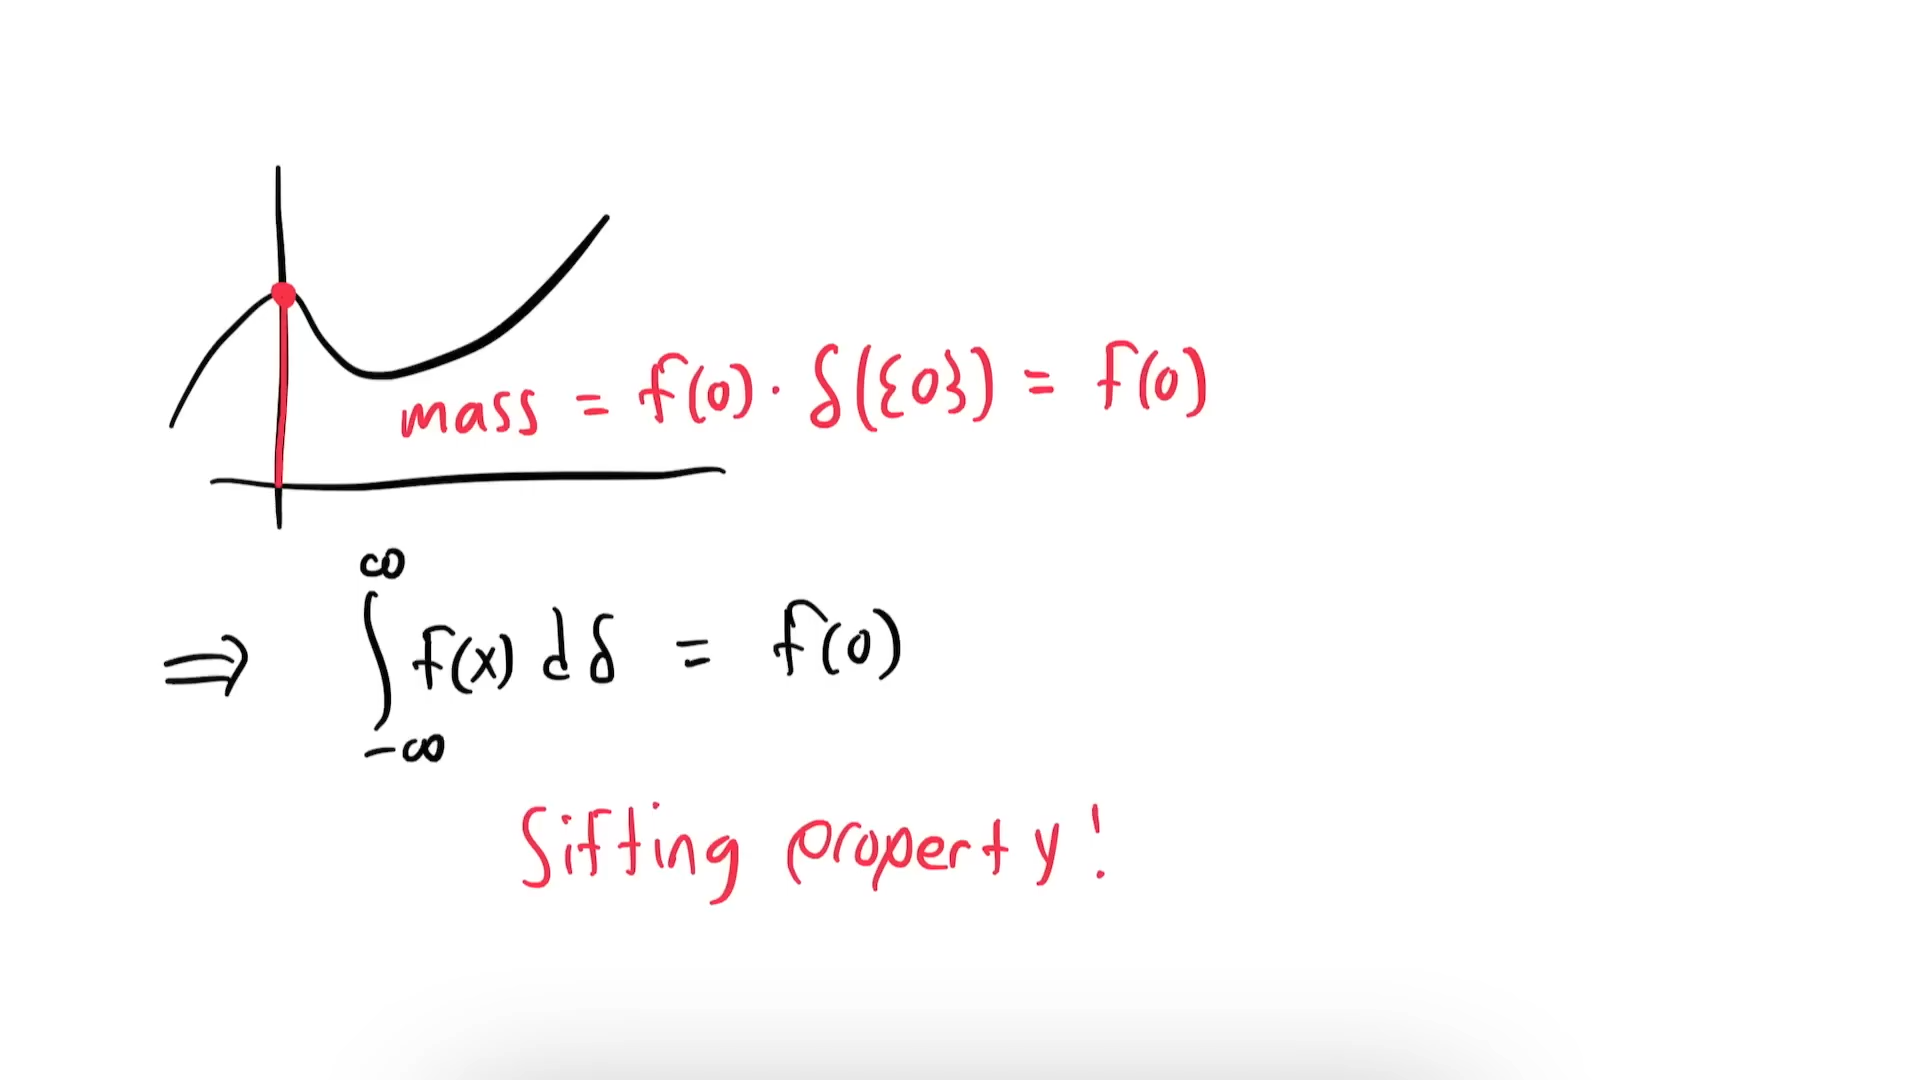 mass = f(0) · δ({0}) = f(0)
⇒ ∫_{-∞}^{∞} f(x) dδ = f(0)
Sifting property!